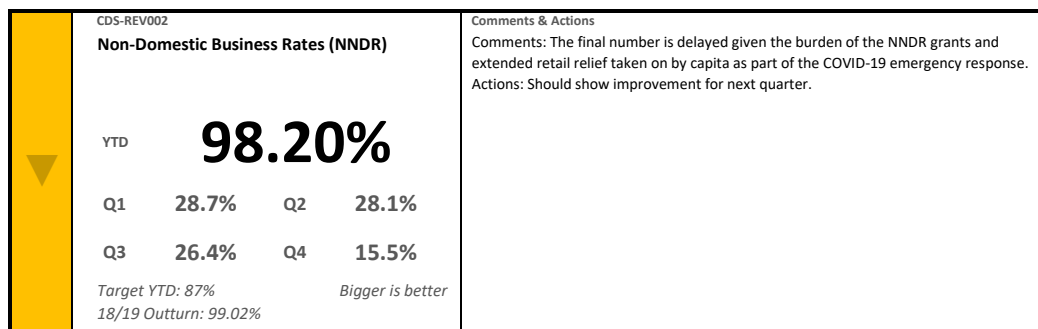 CDS-REV002
Non-Domestic Business Rates (NNDR)
YTD 98.20%
Q1 28.7% Q2 28.1%
Q3 26.4% Q4 15.5%
Target YTD: 87% Bigger is better
18/19 Outturn: 99.02%
Comments & Actions
Comments: The final number is delayed given the burden of the NNDR grants and
extended retail relief taken on by capita as part of the COVID-19 emergency response.
Actions: Should show improvement for next quarter.